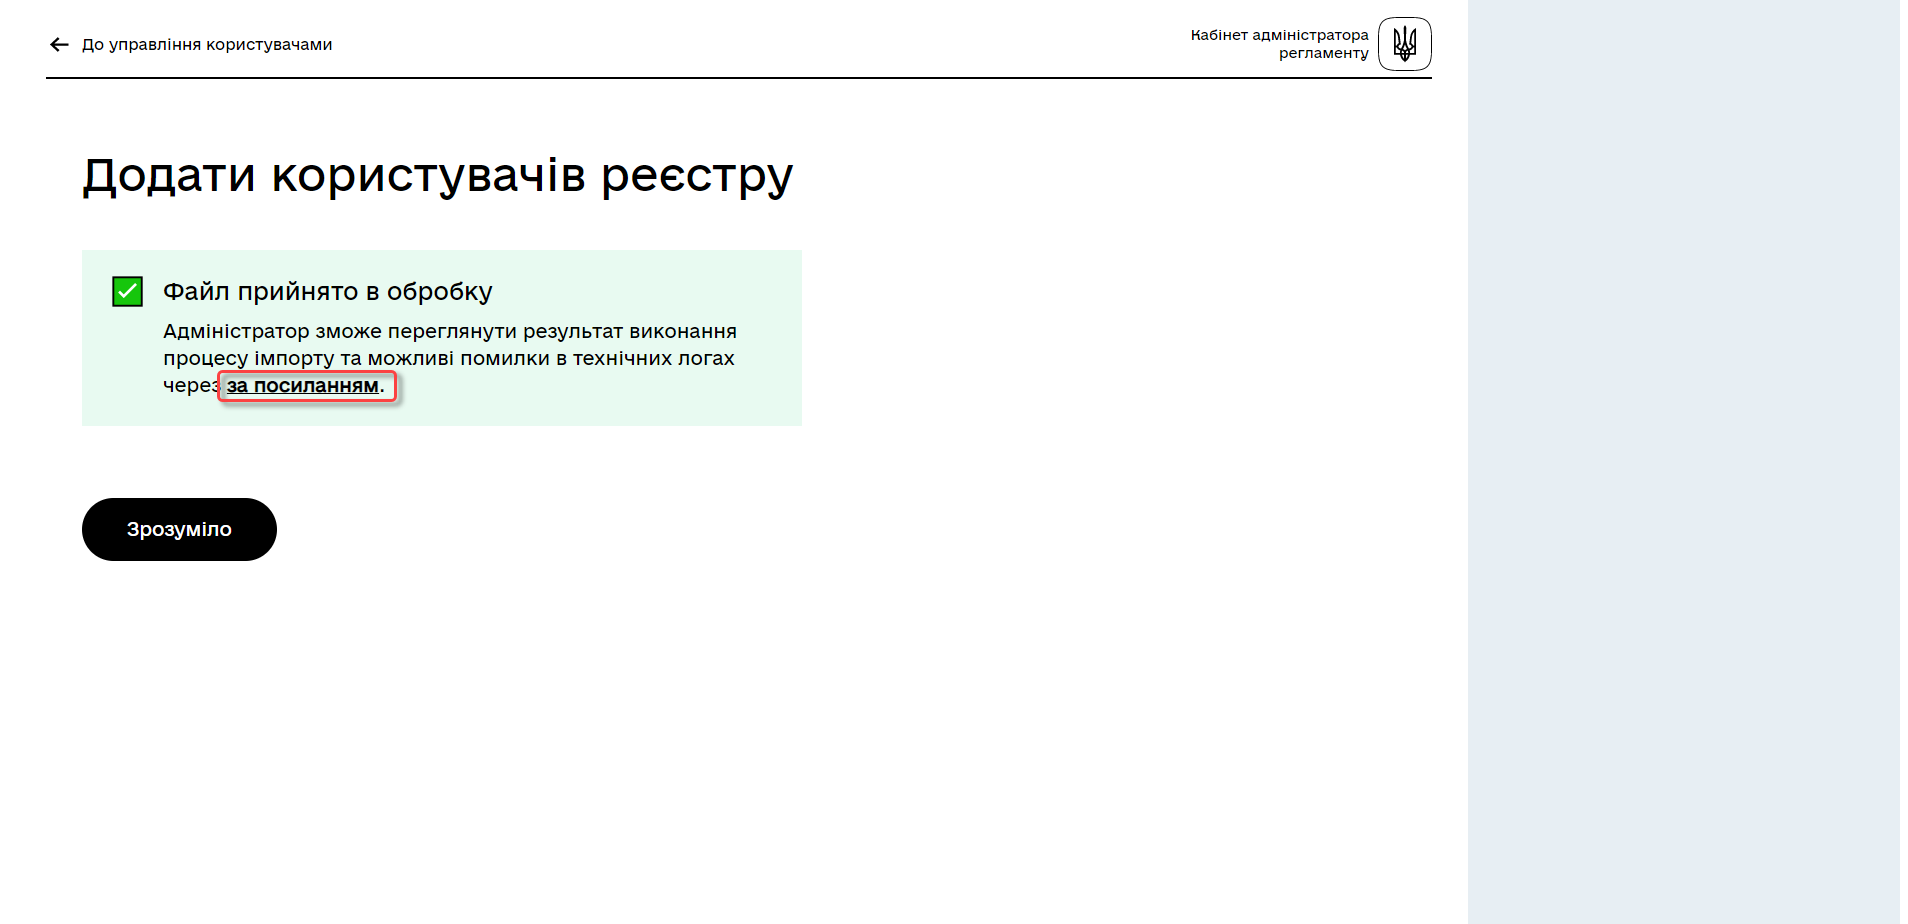 До управління користувачами
Кабінет адміністратора
регламенту
Додати користувачів реєстру
Файл прийнято в обробку
Адміністратор зможе переглянути результат виконання
процесу імпорту та можливі помилки в технічних логах
через за посиланням.
Зрозуміло